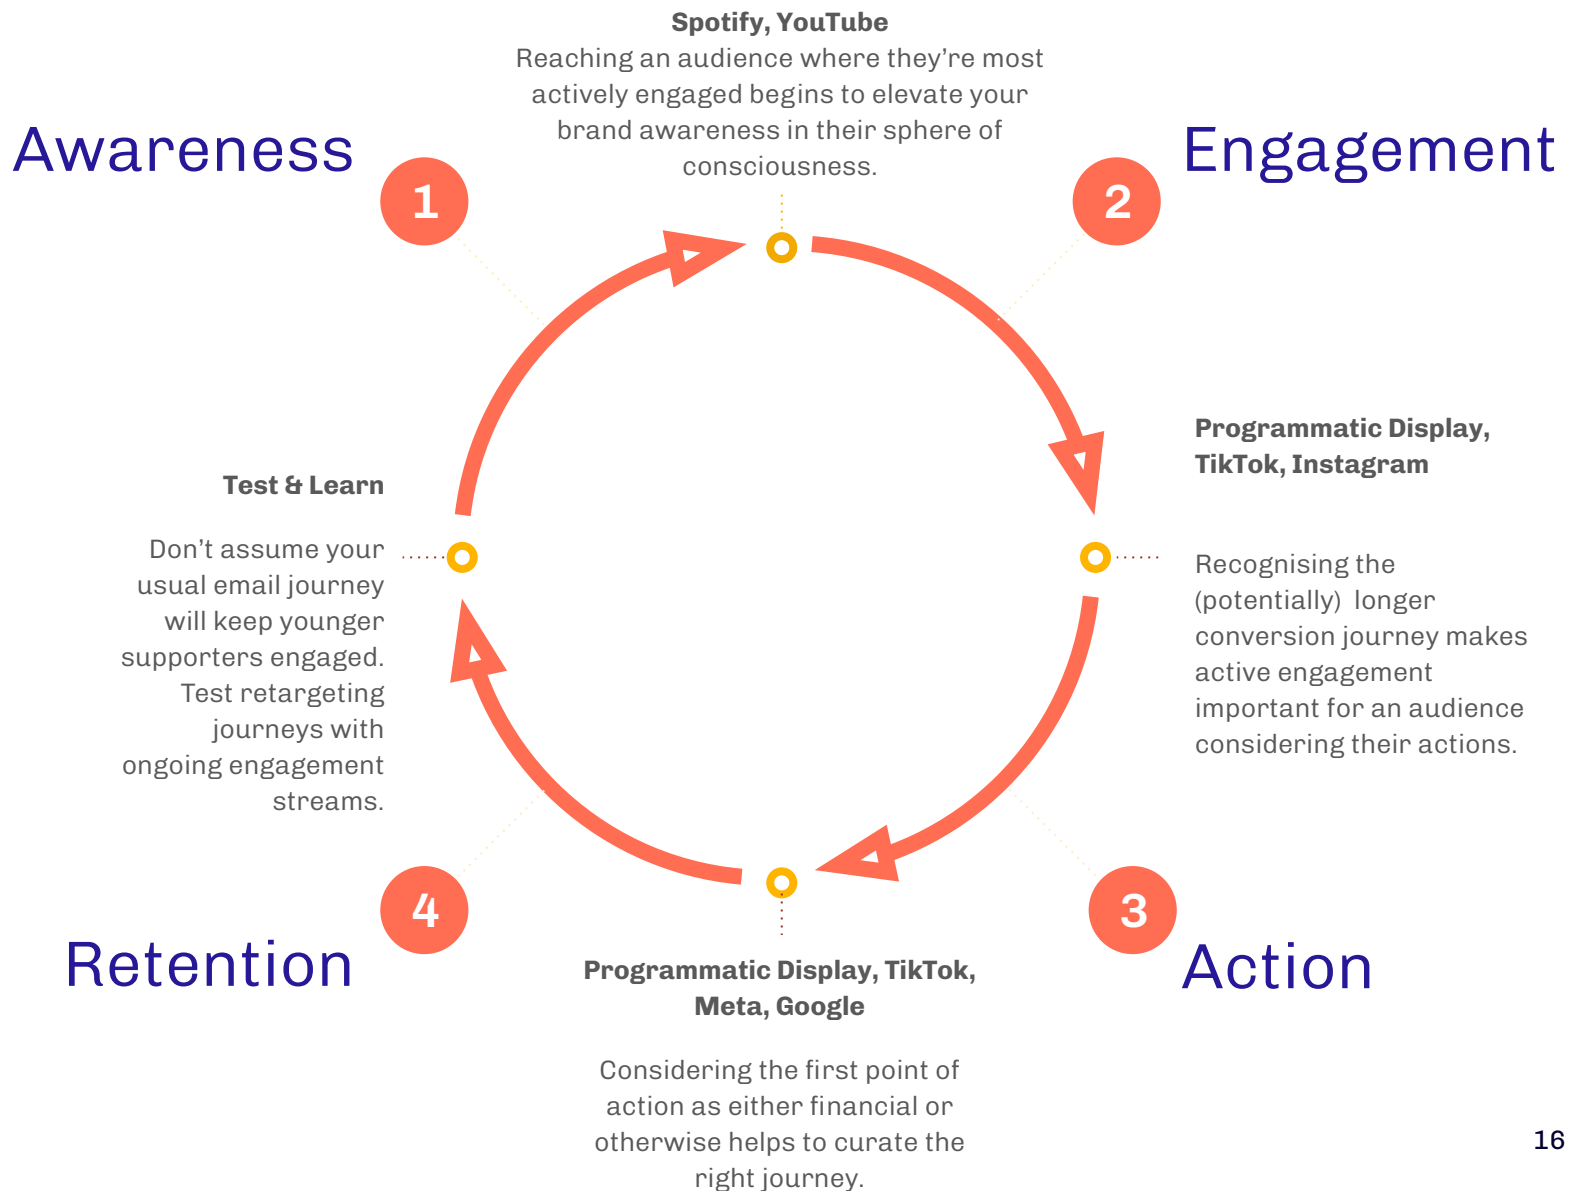 Spotify, YouTube
Reaching an audience where they’re most
actively engaged begins to elevate your
brand awareness in their sphere of
consciousness.
Awareness
1
Engagement
2
Programmatic Display,
TikTok, Instagram
Recognising the
(potentially)  longer
conversion journey makes
active engagement
important for an audience
considering their actions.
Test & Learn
Don’t assume your
usual email journey
will keep younger
supporters engaged.
Test retargeting
journeys with
ongoing engagement
streams.
3
Action
4
Retention
Programmatic Display, TikTok,
Meta, Google
Considering the first point of
action as either financial or
otherwise helps to curate the
right journey.
16